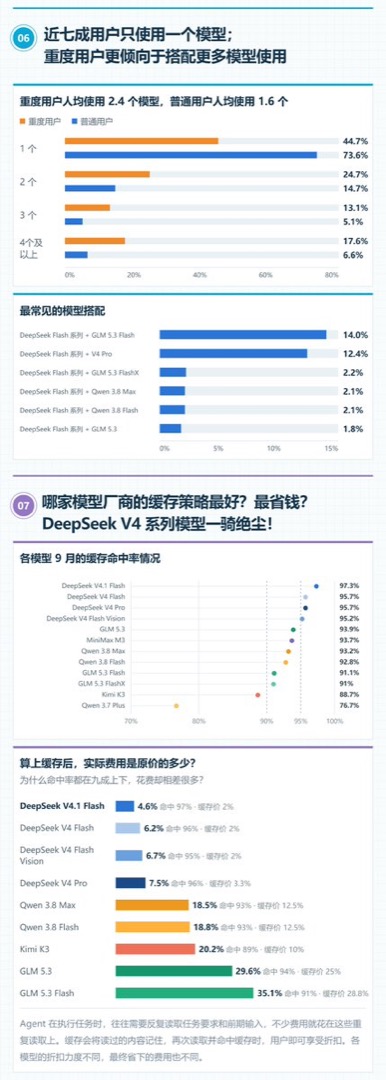 06
近七成用户只使用一个模型；
重度用户更倾向于搭配更多模型使用
重度用户人均使用 2.4 个模型，普通用户人均使用 1.6 个
重度用户 普通用户
1 个 44.7%
73.6%
2 个 24.7%
14.7%
3 个 13.1%
5.1%
4个及以上 17.6%
6.6%
0% 20% 40% 60% 80%
最常见的模型搭配
DeepSeek Flash 系列 + GLM 5.3 Flash 14.0%
DeepSeek Flash 系列 + V4 Pro 12.4%
DeepSeek Flash 系列 + GLM 5.3 FlashX 2.2%
DeepSeek Flash 系列 + Qwen 3.8 Max 2.1%
DeepSeek Flash 系列 + Qwen 3.8 Flash 2.1%
DeepSeek Flash 系列 + GLM 5.3 1.8%
0% 5% 10% 15%
07
哪家模型厂商的缓存策略最好？最省钱？
DeepSeek V4 系列模型一骑绝尘！
各模型 9 月的缓存命中率情况
DeepSeek V4.1 Flash 97.3%
DeepSeek V4 Flash 95.7%
DeepSeek V4 Pro 95.7%
DeepSeek V4 Flash Vision 95.2%
GLM 5.3 93.9%
MiniMax M3 93.7%
Qwen 3.8 Max 93.2%
Qwen 3.8 Flash 92.8%
GLM 5.3 Flash 91.1%
GLM 5.3 FlashX 91%
Kimi K3 88.7%
Qwen 3.7 Plus 76.7%
70% 80% 90% 95% 100%
算上缓存后，实际费用是原价的多少？
为什么命中率都在九成上下，花费却相差很多？
DeepSeek V4.1 Flash 4.6% 命中 97% · 缓存价 2%
DeepSeek V4 Flash 6.2% 命中 96% · 缓存价 2%
DeepSeek V4 Flash Vision 6.7% 命中 95% · 缓存价 2%
DeepSeek V4 Pro 7.5% 命中 96% · 缓存价 3.3%
Qwen 3.8 Max 18.5% 命中 93% · 缓存价 12.5%
Qwen 3.8 Flash 18.8% 命中 93% · 缓存价 12.5%
Kimi K3 20.2% 命中 89% · 缓存价 10%
GLM 5.3 29.6% 命中 94% · 缓存价 25%
GLM 5.3 Flash 35.1% 命中 91% · 缓存价 28.8%
Agent 在执行任务时，往往需要反复读取任务要求和前期输入，不少费用就花在这些重
复读取上。缓存会将读过的内容记住，再次读取并命中缓存时，用户即可享受折扣。各
模型的折扣力度不同，最终省下的费用也不同。